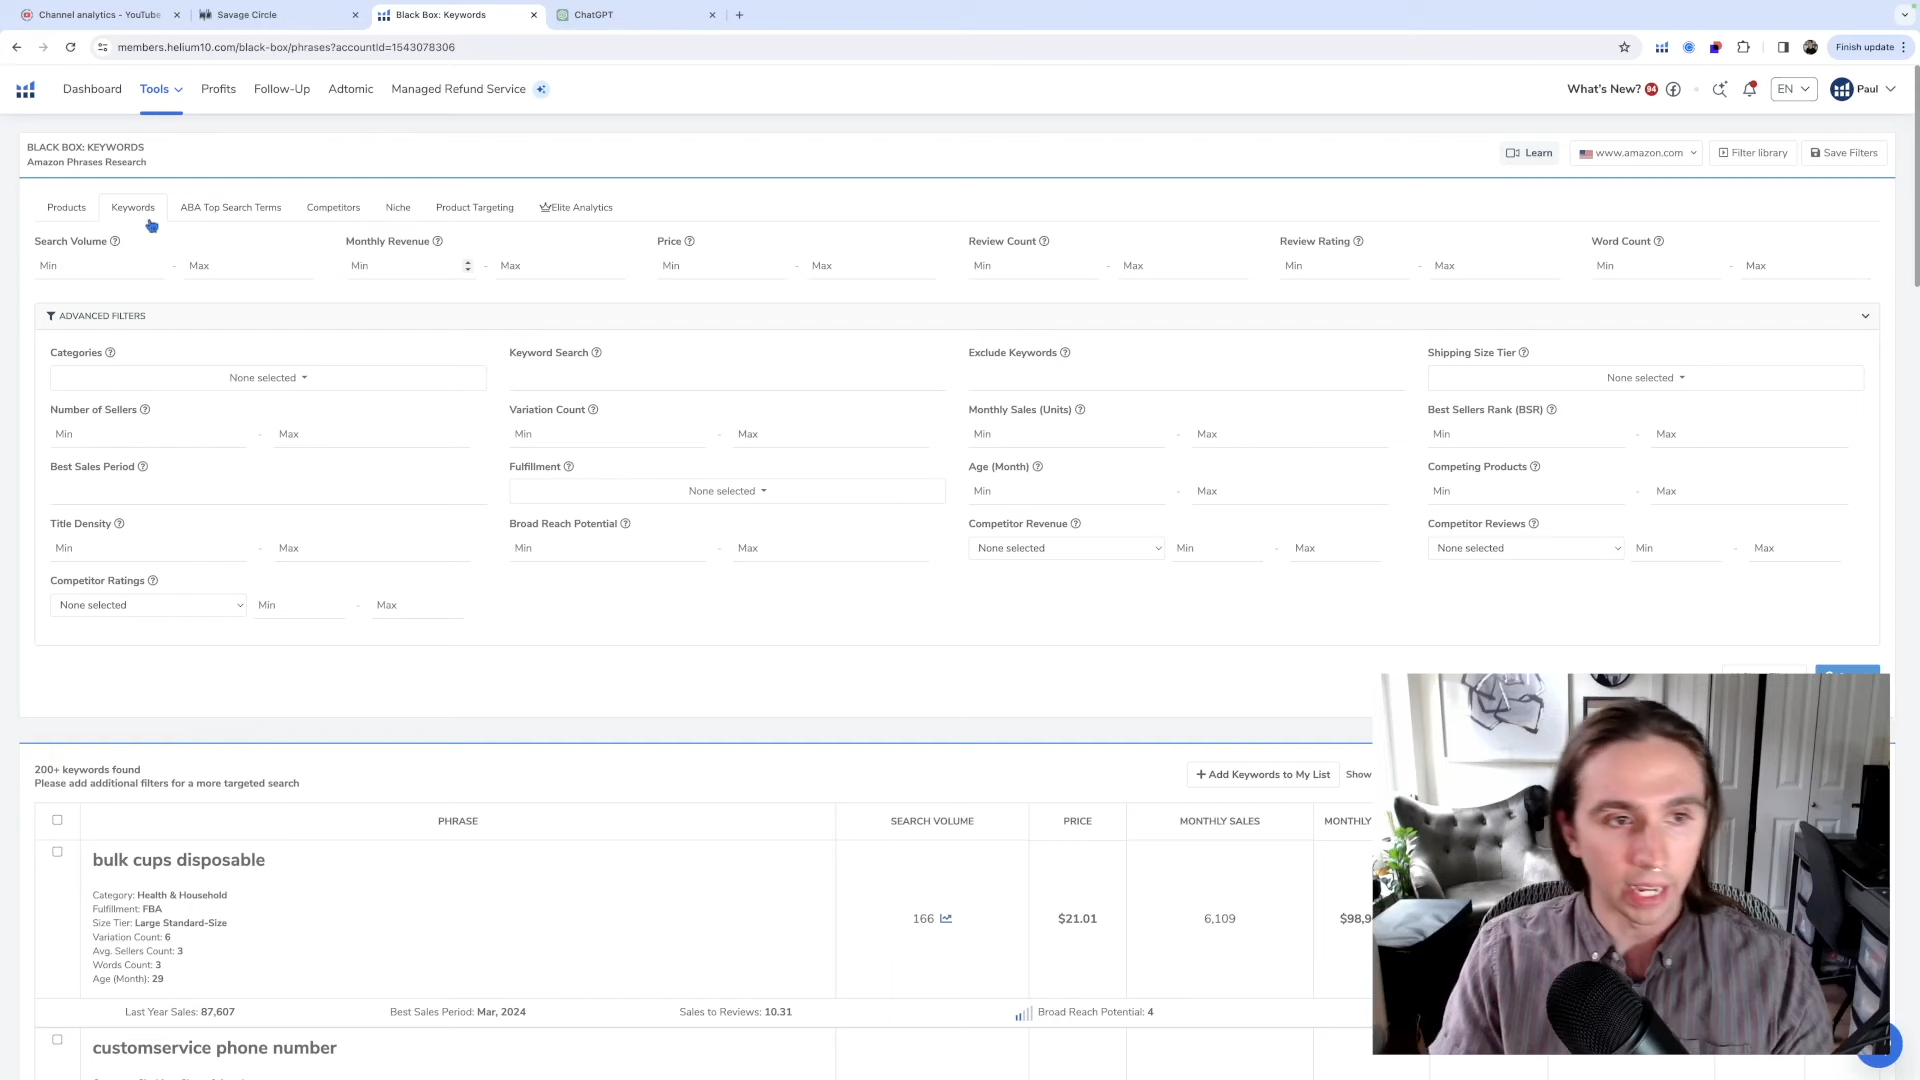 Channel analytics - YouTube
Savage Circle
Black Box: Keywords
ChatGPT
members.helium10.com/black-box/phrases?accountId=1543078306
Finish update
Dashboard
Tools
Profits
Follow-Up
Adtomic
Managed Refund Service
What's New?
94
EN
Paul
BLACK BOX: KEYWORDS
Amazon Phrases Research
Learn
www.amazon.com
Filter library
Save Filters
Products
Keywords
ABA Top Search Terms
Competitors
Niche
Product Targeting
Elite Analytics
Search Volume
Monthly Revenue
Price
Review Count
Review Rating
Word Count
Min - Max
Min - Max
Min - Max
Min - Max
Min - Max
Min - Max
ADVANCED FILTERS
Categories
Keyword Search
Exclude Keywords
Shipping Size Tier
None selected
None selected
Number of Sellers
Variation Count
Monthly Sales (Units)
Best Sellers Rank (BSR)
Min - Max
Min - Max
Min - Max
Min - Max
Best Sales Period
Fulfillment
Age (Month)
Competing Products
None selected
Min - Max
Min - Max
Title Density
Broad Reach Potential
Competitor Revenue
Competitor Reviews
Min - Max
Min - Max
None selected
Min - Max
None selected
Min - Max
Competitor Ratings
None selected
Min - Max
200+ keywords found
Please add additional filters for a more targeted search
+ Add Keywords to My List
Show
PHRASE
SEARCH VOLUME
PRICE
MONTHLY SALES
MONTHLY
bulk cups disposable
Category: Health & Household
Fulfillment: FBA
Size Tier: Large Standard-Size
Variation Count: 6
Avg. Sellers Count: 3
Words Count: 3
Age (Month): 29
166
$21.01
6,109
$98,9
Last Year Sales: 87,607
Best Sales Period: Mar, 2024
Sales to Reviews: 10.31
Broad Reach Potential: 4
customservice phone number